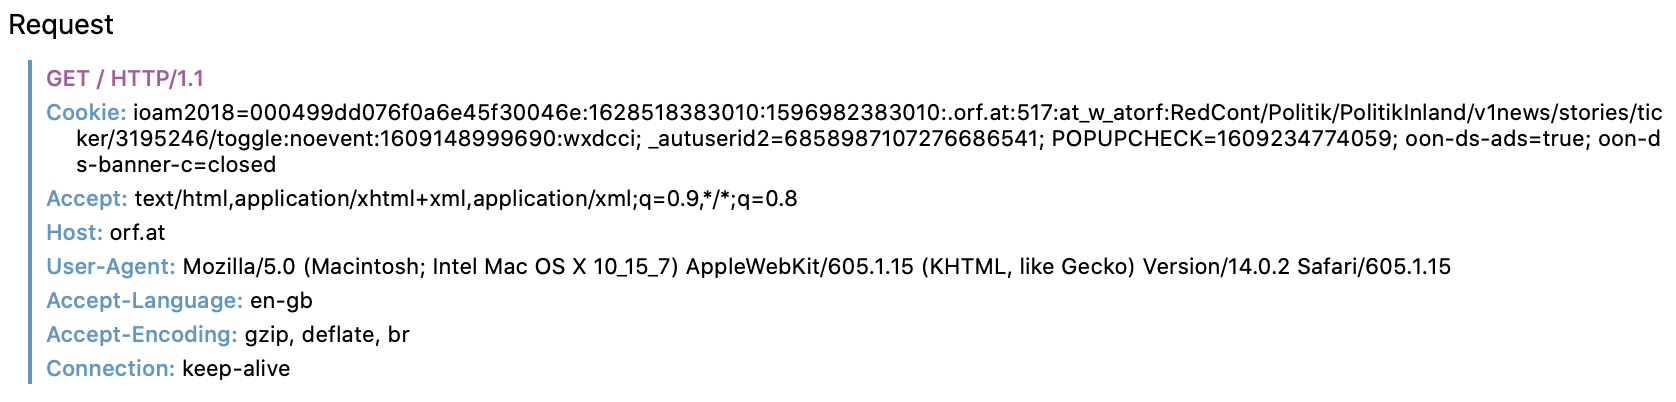 Request
GET / HTTP/1.1
Cookie: ioam2018=000499dd076f0a6e45f30046e:1628518383010:1596982383010:.orf.at:517:at_w_atorf:RedCont/Politik/PolitikInland/v1news/stories/tic
ker/3195246/toggle:noevent:1609148999690:wxdcci; _autuserid2=6858987107276686541; POPUPCHECK=1609234774059; oon-ds-ads=true; oon-d
s-banner-c=closed
Accept: text/html,application/xhtml+xml,application/xml;q=0.9,*/*;q=0.8
Host: orf.at
User-Agent: Mozilla/5.0 (Macintosh; Intel Mac OS X 10_15_7) AppleWebKit/605.1.15 (KHTML, like Gecko) Version/14.0.2 Safari/605.1.15
Accept-Language: en-gb
Accept-Encoding: gzip, deflate, br
Connection: keep-alive